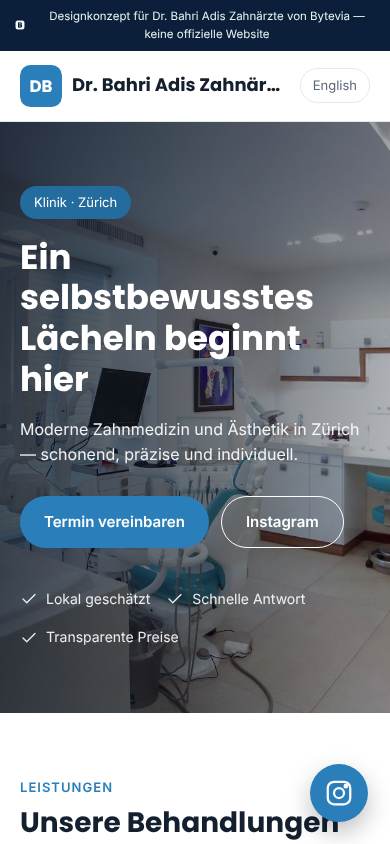 B
Designkonzept für Dr. Bahri Adis Zahnärzte von Bytevia —
keine offizielle Website
DB
Dr. Bahri Adis Zahnär...
English
Klinik · Zürich
Ein
selbstbewusstes
Lächeln beginnt
hier
Moderne Zahnmedizin und Ästhetik in Zürich
— schonend, präzise und individuell.
Termin vereinbaren
Instagram
Lokal geschätzt
Schnelle Antwort
Transparente Preise
LEISTUNGEN
Unsere Behandlungen